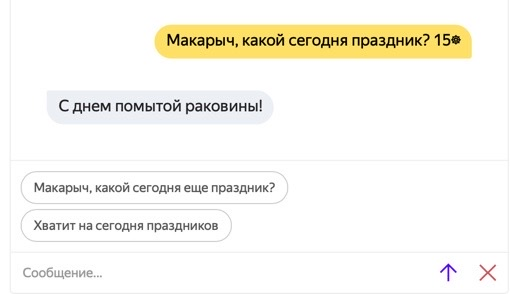 Макарыч, какой сегодня праздник? 15☸
С днем помытой раковины!
Макарыч, какой сегодня еще праздник?
Хватит на сегодня праздников
Сообщение...